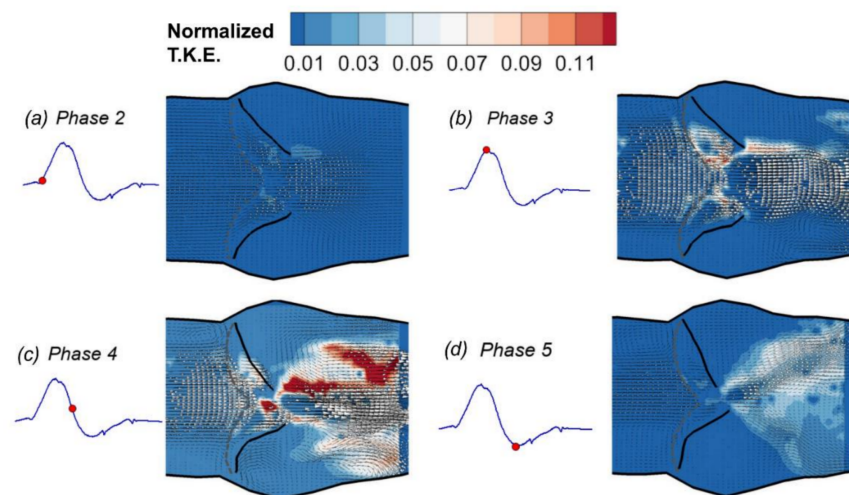 Normalized
T.K.E.
0.01 0.03 0.05 0.07 0.09 0.11
(a) Phase 2
(b) Phase 3
(c) Phase 4
(d) Phase 5